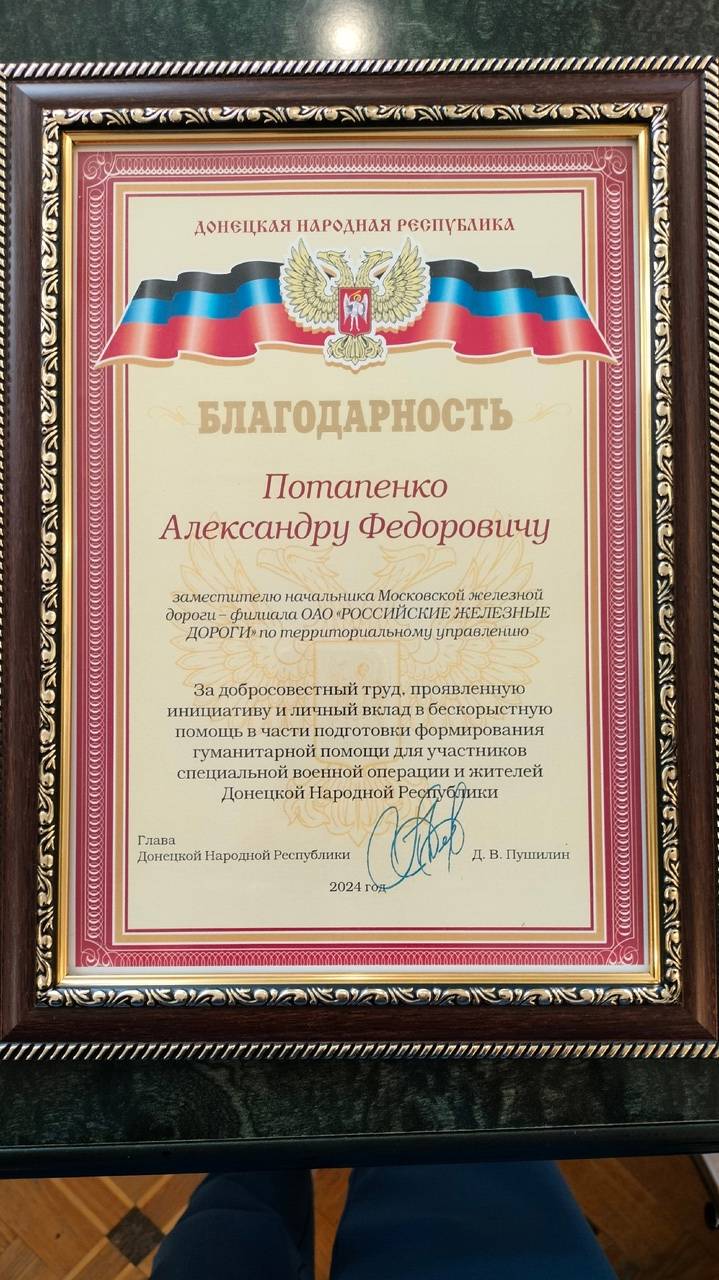 ДОНЕЦКАЯ НАРОДНАЯ РЕСПУБЛИКА
БЛАГОДАРНОСТЬ
Потапенко
Александру Федоровичу
заместителю начальника Московской железной
дороги – филиала ОАО «РОССИЙСКИЕ ЖЕЛЕЗНЫЕ
ДОРОГИ» по территориальному управлению
За добросовестный труд, проявленную
инициативу и личный вклад в бескорыстную
помощь в части подготовки формирования
гуманитарной помощи для участников
специальной военной операции и жителей
Донецкой Народной Республики
Глава
Донецкой Народной Республики Д. В. Пушилин
2024 год